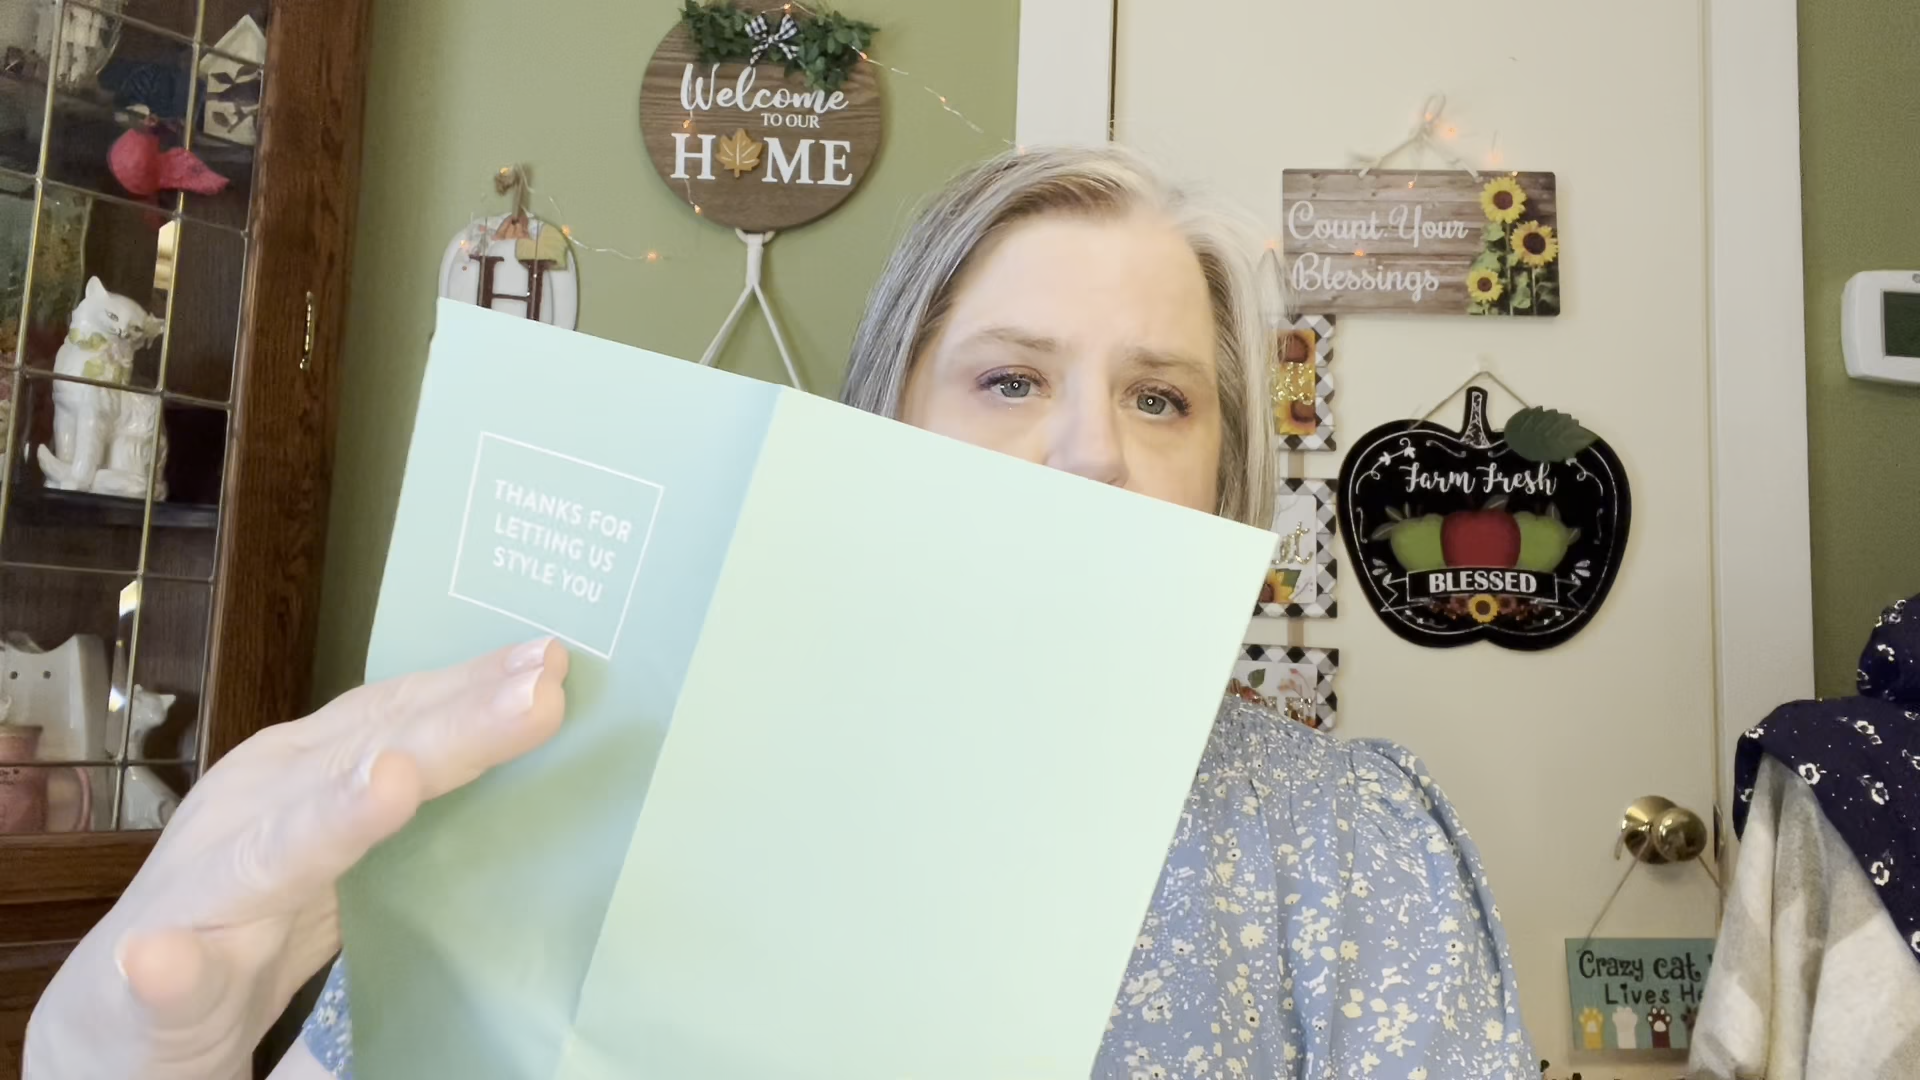 Welcome
TO OUR
HOME
H
Count Your
Blessings
THANKS FOR
LETTING US
STYLE YOU
Farm Fresh
BLESSED
Crazy cat
Lives